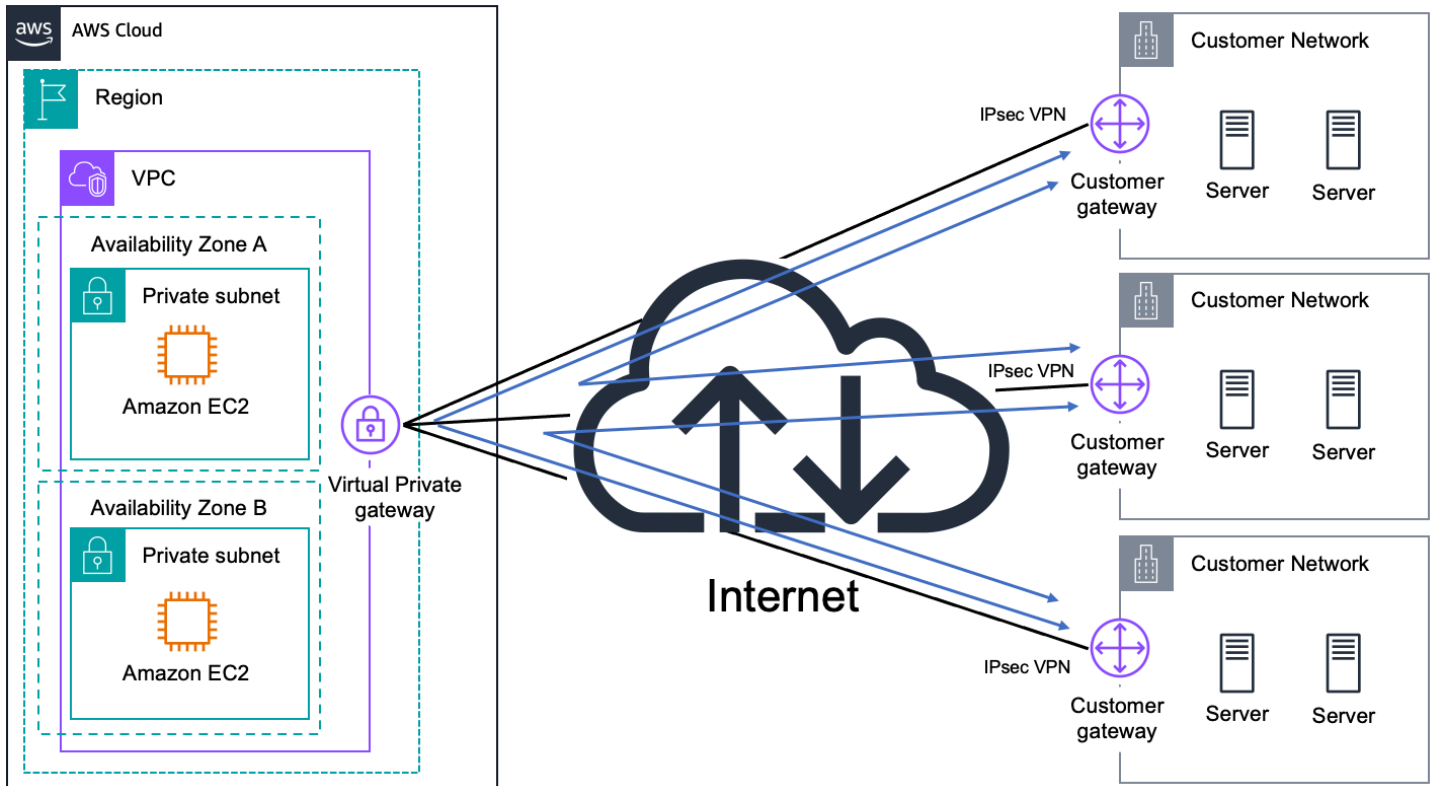 aws
AWS Cloud
Region
VPC
Availability Zone A
Private subnet
Amazon EC2
Availability Zone B
Private subnet
Amazon EC2
Virtual Private
gateway
Internet
IPsec VPN
Customer
gateway
Customer Network
Server
Server
IPsec VPN
Customer
gateway
Customer Network
Server
Server
IPsec VPN
Customer
gateway
Customer Network
Server
Server